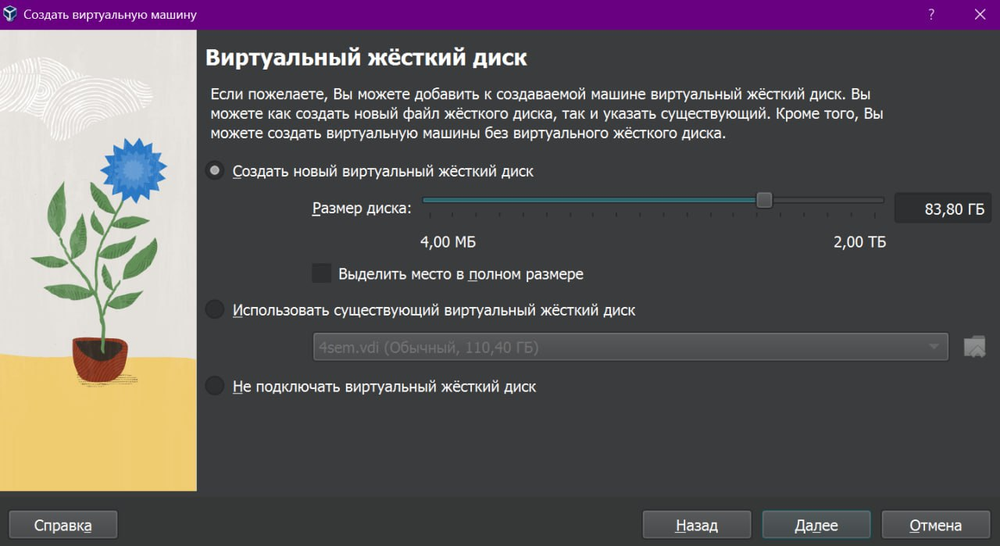 Создать виртуальную машину
?
Виртуальный жёсткий диск
Если пожелаете, Вы можете добавить к создаваемой машине виртуальный жёсткий диск. Вы
можете как создать новый файл жёсткого диска, так и указать существующий. Кроме того, Вы
можете создать виртуальную машины без виртуального жёсткого диска.
Создать новый виртуальный жёсткий диск
Размер диска:
83,80 ГБ
4,00 МБ
2,00 ТБ
Выделить место в полном размере
Использовать существующий виртуальный жёсткий диск
4sem.vdi (Обычный, 110,40 ГБ)
Не подключать виртуальный жёсткий диск
Справка
Назад
Далее
Отмена